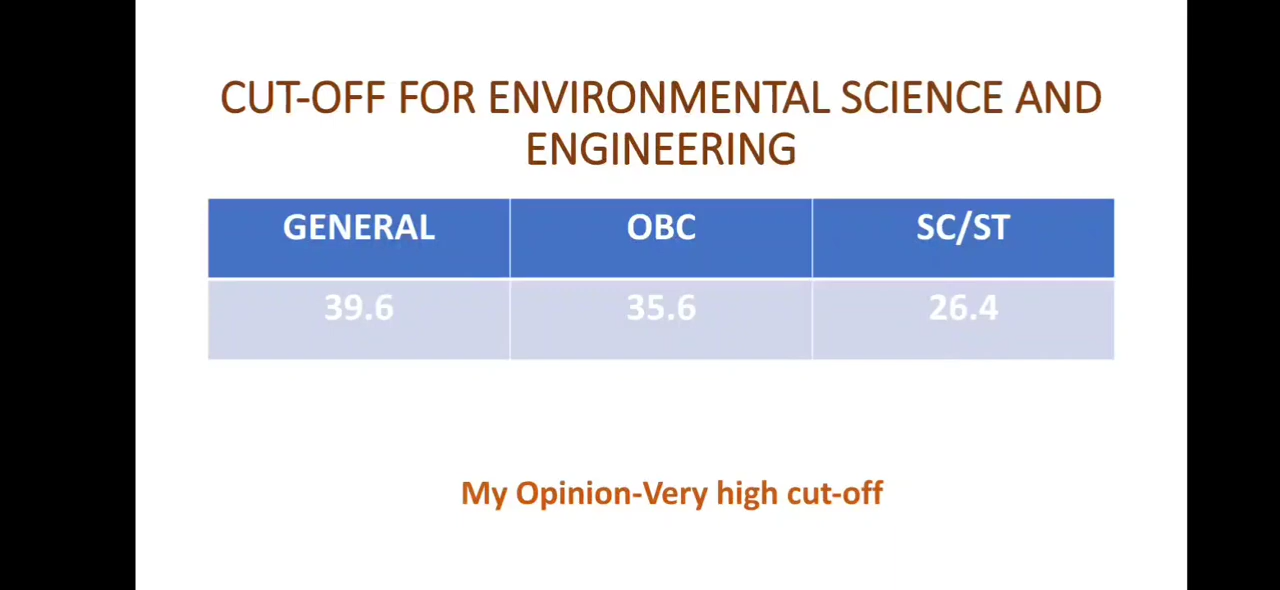 CUT-OFF FOR ENVIRONMENTAL SCIENCE AND
ENGINEERING
GENERAL OBC SC/ST
39.6 35.6 26.4
My Opinion-Very high cut-off